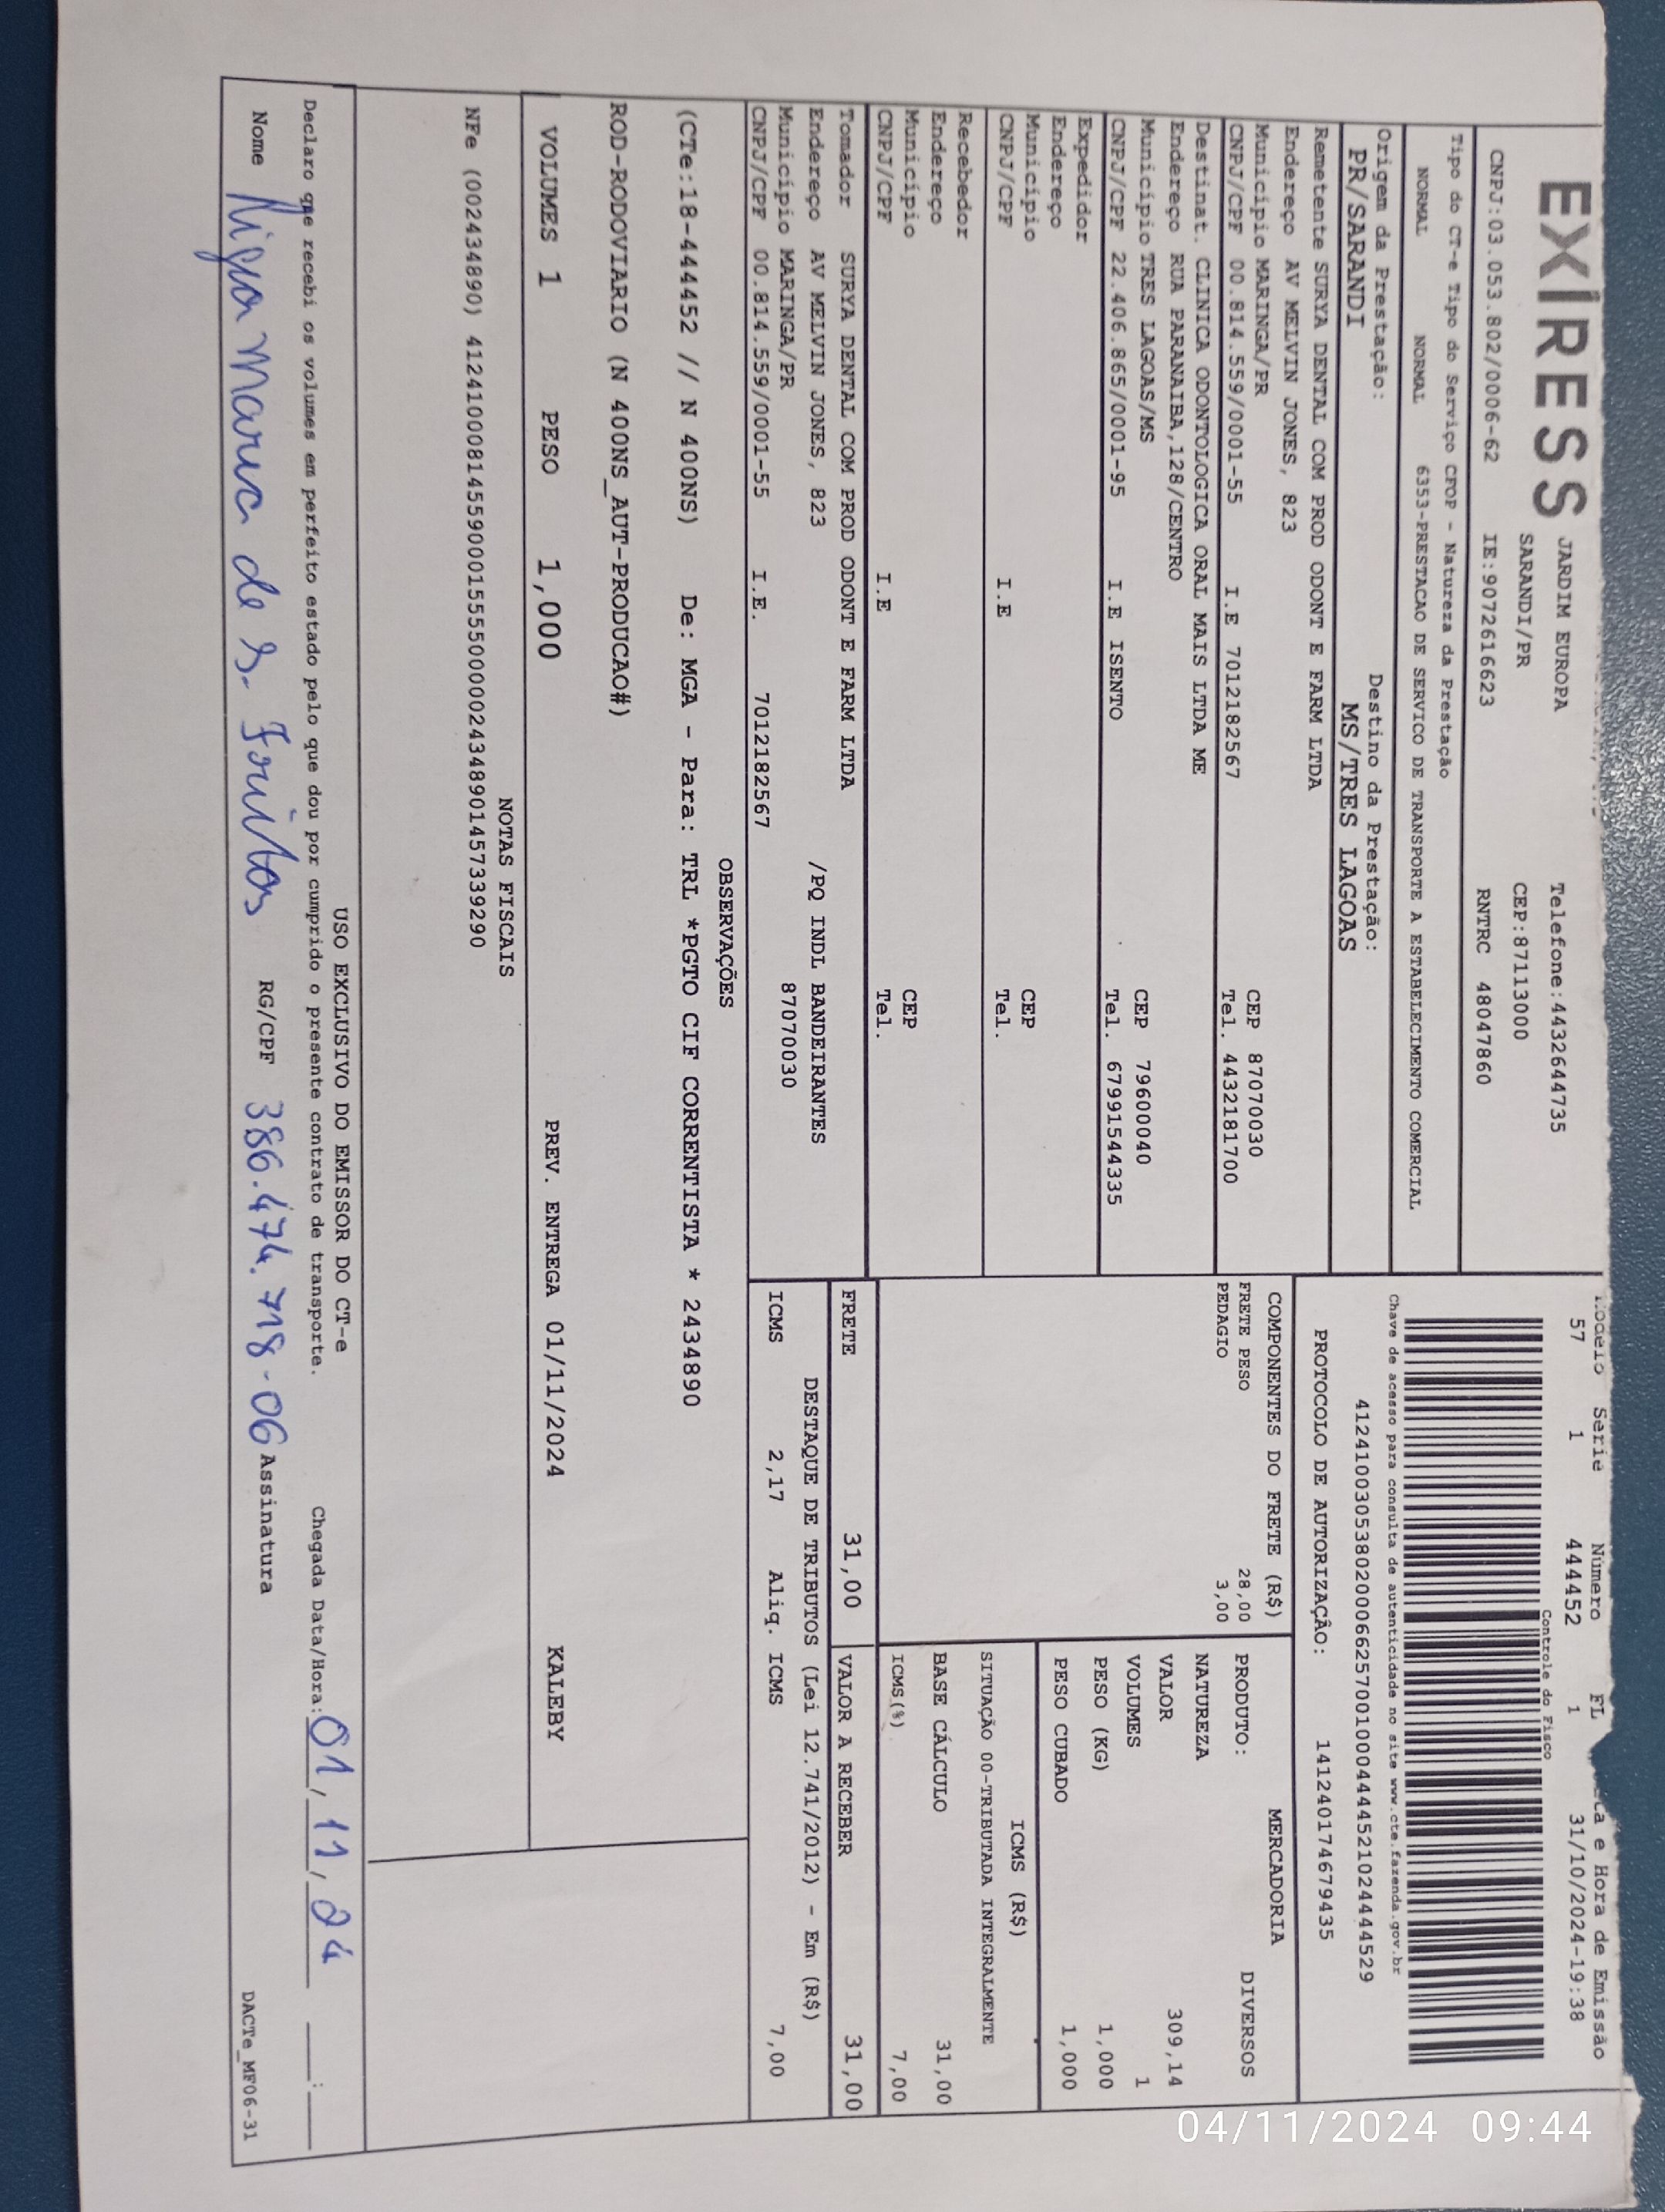 EXPRESS
JARDIM EUROPA Telefone:4432644735
SARANDI/PR CEP:87113000
CNPJ:03.053.802/0006-62 IE:9072616623 RNTRC 48047860
Serie Número FL e Hora de Emissão
57 1 444452 1 31/10/2024-19:38
Controle do Fisco
Chave de acesso para consulta de autenticidade no site www.cte.fazenda.gov.br
41241003053802000662570010004444521024444529
PROTOCOLO DE AUTORIZAÇÃO: 141240174679435
Tipo do CT-e Tipo do Serviço CFOP - Natureza da Prestação
NORMAL NORMAL 6353-PRESTACAO DE SERVICO DE TRANSPORTE A ESTABELECIMENTO COMERCIAL
Origem da Prestação: Destino da Prestação:
PR/SARANDI MS/TRES LAGOAS
Remetente SURYA DENTAL COM PROD ODONT E FARM LTDA
Endereço AV MELVIN JONES, 823
Município MARINGA/PR CEP 87070030
CNPJ/CPF 00.814.559/0001-55 I.E 7012182567 Tel. 4432181700
Destinat. CLINICA ODONTOLOGICA ORAL MAIS LTDA ME
Endereço RUA PARANAIBA,128/CENTRO
Município TRES LAGOAS/MS CEP 79600040
CNPJ/CPF 22.406.865/0001-95 I.E ISENTO Tel. 67991544335
Expedidor
Endereço
Município CEP
CNPJ/CPF I.E Tel.
Recebedor
Endereço
Município CEP
CNPJ/CPF I.E Tel.
Tomador SURYA DENTAL COM PROD ODONT E FARM LTDA
Endereço AV MELVIN JONES, 823 /PQ INDL BANDEIRANTES
Município MARINGA/PR 87070030
CNPJ/CPF 00.814.559/0001-55 I.E. 7012182567
COMPONENTES DO FRETE (R$)
FRETE PESO 28,00
PEDAGIO 3,00
MERCADORIA
PRODUTO: DIVERSOS
NATUREZA
VALOR 309,14
VOLUMES 1
PESO (KG) 1,000
PESO CUBADO 1,000
ICMS (R$)
SITUAÇÃO 00-TRIBUTADA INTEGRALMENTE
BASE CÁLCULO 31,00
ICMS(%) 7,00
FRETE 31,00 VALOR A RECEBER 31,00
DESTAQUE DE TRIBUTOS (Lei 12.741/2012) - Em (R$)
ICMS 2,17 Aliq. ICMS 7,00
OBSERVAÇÕES
(CTe:18-444452 // N 400NS) De: MGA - Para: TRL *PGTO CIF CORRENTISTA * 2434890
ROD-RODOVIARIO (N 400NS_AUT-PRODUCAO#)
VOLUMES 1 PESO 1,000 PREV. ENTREGA 01/11/2024 KALEBY
NOTAS FISCAIS
NFe (002434890) 41241000814559000155550000024348901457339290
USO EXCLUSIVO DO EMISSOR DO CT-e
Declaro que recebi os volumes em perfeito estado pelo que dou por cumprido o presente contrato de transporte. Chegada Data/Hora: 01/11/24 __:__
Nome de S. RG/CPF 386.474.718-06 Assinatura
DACTe_MF06-31
04/11/2024 09:44